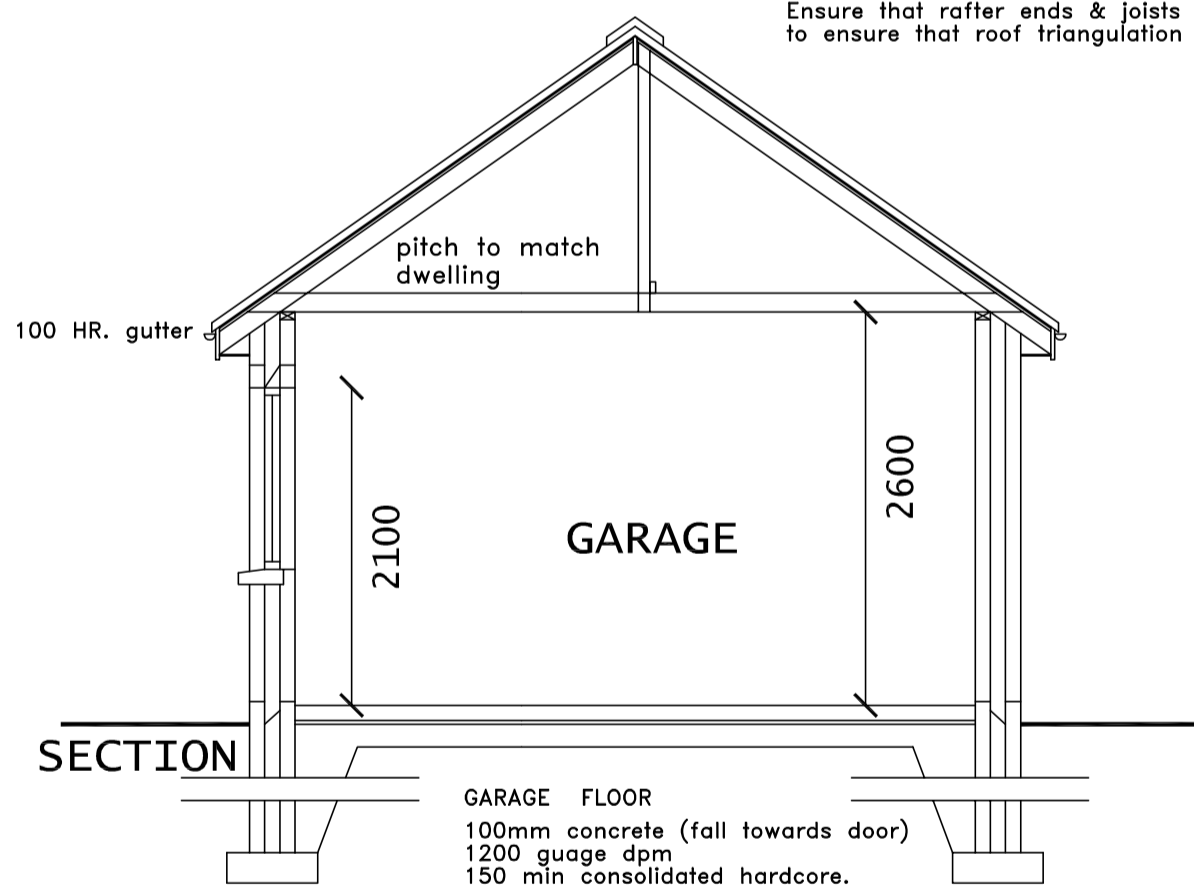 Ensure that rafter ends & joists
to ensure that roof triangulation
pitch to match
dwelling
100 HR. gutter
2100
GARAGE
2600
SECTION
GARAGE FLOOR
100mm concrete (fall towards door)
1200 guage dpm
150 min consolidated hardcore.